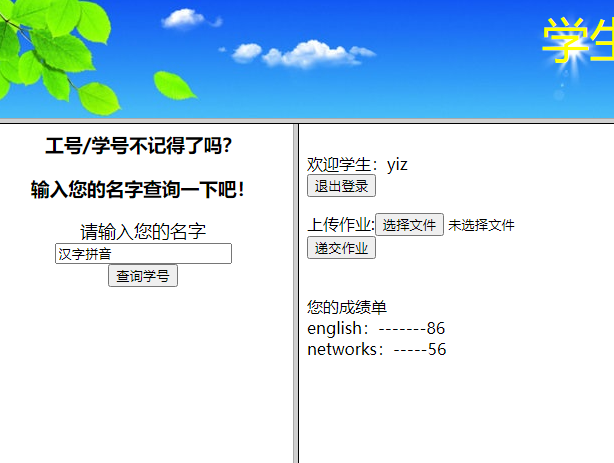 学生
工号/学号不记得了吗？
输入您的名字查询一下吧！
请输入您的名字
汉字拼音
查询学号
欢迎学生：yiz
退出登录
上传作业:选择文件 未选择文件
递交作业
您的成绩单
english：-------86
networks：-----56